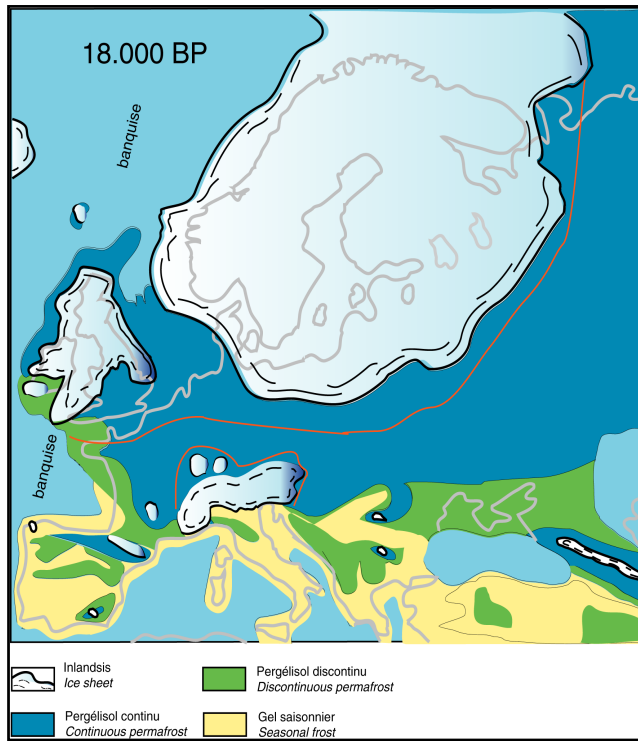 18.000 BP
banquise
banquise
Inlandsis
Ice sheet
Pergélisol discontinu
Discontinuous permafrost
Pergélisol continu
Continuous permafrost
Gel saisonnier
Seasonal frost